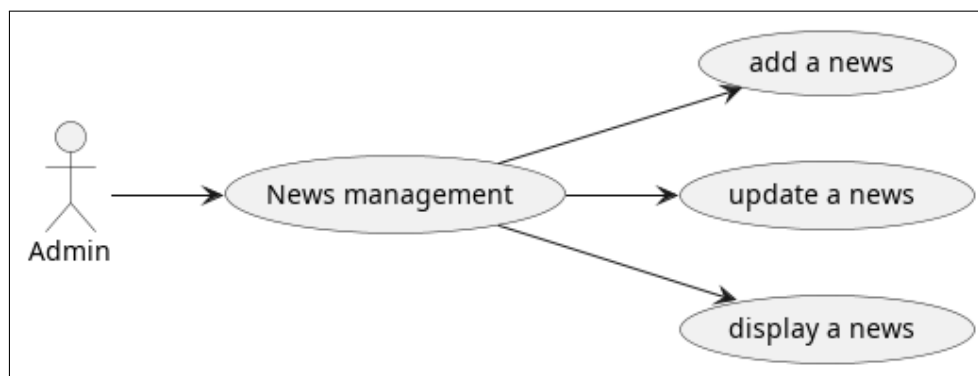 add a news
News management
update a news
Admin
display a news